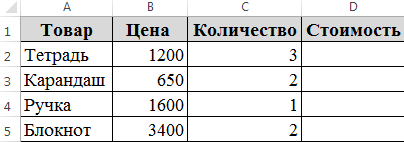 A B C D
1 Товар Цена Количество Стоимость
2 Тетрадь 1200 3
3 Карандаш 650 2
4 Ручка 1600 1
5 Блокнот 3400 2